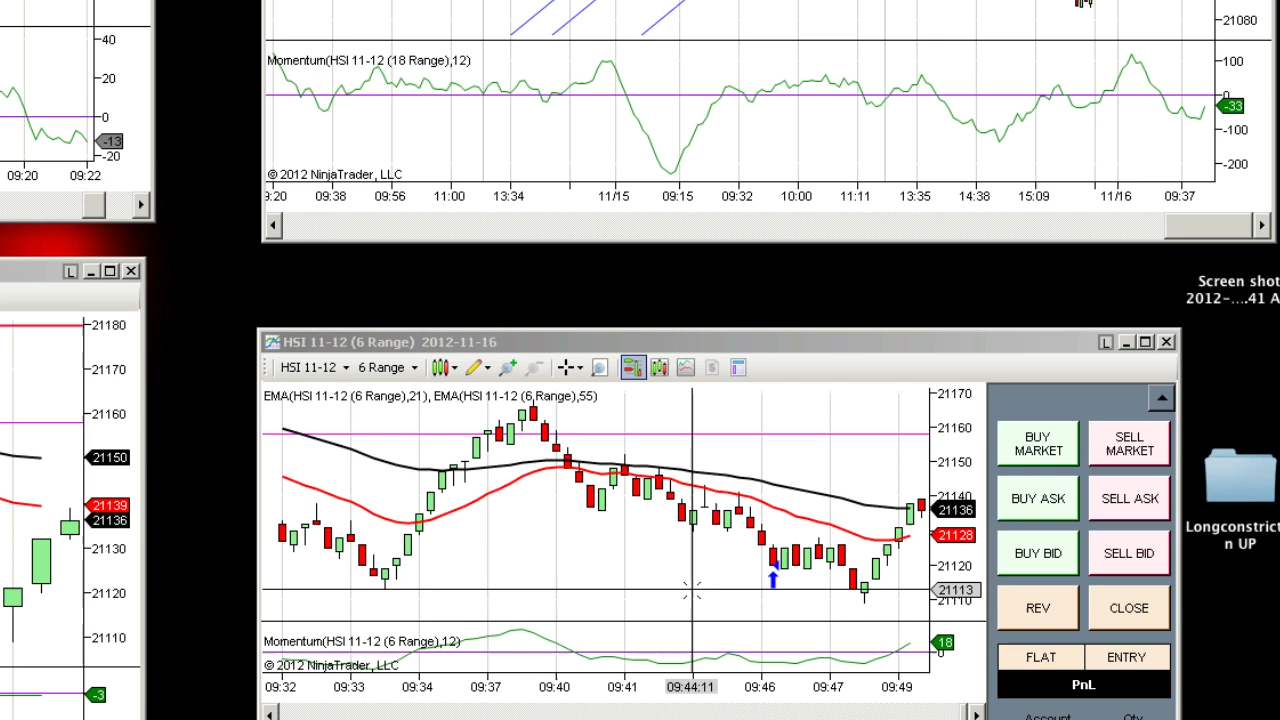 40
20
0
-13
-20
09:20 09:22
21080
Momentum(HSI 11-12 (18 Range),12)
100
0
-33
-100
-200
© 2012 NinjaTrader, LLC
9:20 09:38 09:56 11:00 13:34 11/15 09:15 09:32 10:00 11:11 13:35 14:38 15:09 11/16 09:37
Screen shot
2012-....41 A
L
21180
21170
21160
21150
21139
21136
21130
21120
21110
-3
HSI 11-12 (6 Range) 2012-11-16
L
HSI 11-12 6 Range
EMA(HSI 11-12 (6 Range),21), EMA(HSI 11-12 (6 Range),55)
21170
21160
21150
21140
21136
21128
21120
21113
21110
Momentum(HSI 11-12 (6 Range),12)
18
0
© 2012 NinjaTrader, LLC
09:32 09:33 09:34 09:37 09:40 09:41 09:44:11 09:46 09:47 09:49
BUY MARKET
SELL MARKET
BUY ASK
SELL ASK
BUY BID
SELL BID
REV
CLOSE
FLAT
ENTRY
PnL
Account Qty
Longconstrict
n UP